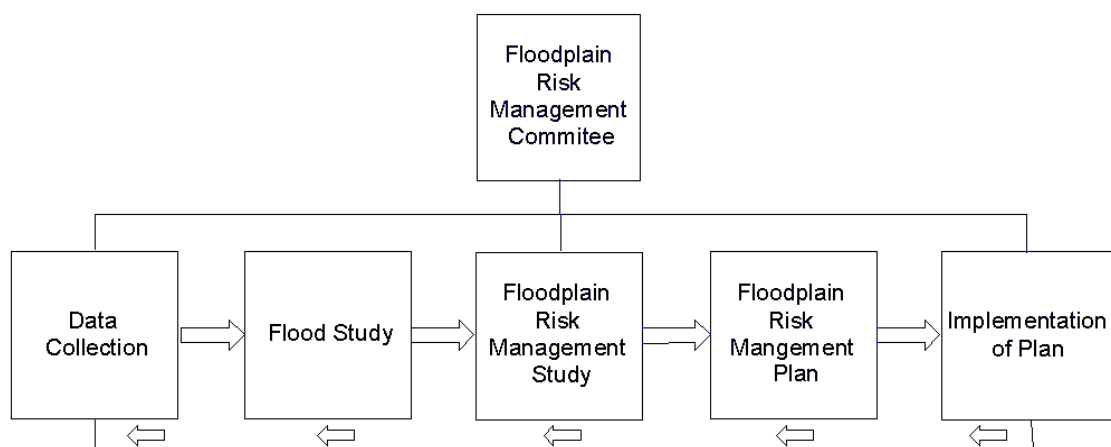 Floodplain
Risk
Management
Commitee
Data
Collection
Flood Study
Floodplain
Risk
Management
Study
Floodplain
Risk
Mangement
Plan
Implementation
of Plan